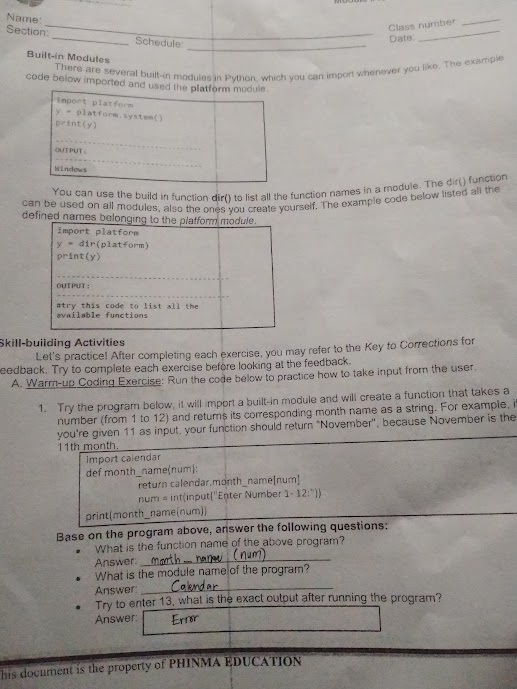 Name:
Class number
Section:
Schedule:
Date:
Built-in Modules
There are several built-in modules in Python, which you can import whenever you like. The example
code below imported and used the platform module.
import platform
y = platform.system()
print(y)
OUTPUT:
Windows
You can use the build in function dir() to list all the function names in a module. The dir() function
can be used on all modules, also the ones you create yourself. The example code below listed all the
defined names belonging to the platform module.
import platform
y = dir(platform)
print(y)
OUTPUT:
#try this code to list all the
available functions
Skill-building Activities
Let's practice! After completing each exercise, you may refer to the Key to Corrections for
eedback. Try to complete each exercise before looking at the feedback.
A. Warm-up Coding Exercise: Run the code below to practice how to take input from the user.
1. Try the program below, it will import a built-in module and will create a function that takes a
number (from 1 to 12) and returns its corresponding month name as a string. For example, i
you're given 11 as input, your function should return "November", because November is the
11th month.
import calendar
def month_name(num):
return calendar.month_name[num]
num = int(input("Enter Number 1- 12:"))
print(month_name(num))
Base on the program above, answer the following questions:
• What is the function name of the above program?
Answer: month_name (num)
• What is the module name of the program?
Answer: Calendar
• Try to enter 13, what is the exact output after running the program?
Answer: Error
his document is the property of PHINMA EDUCATION